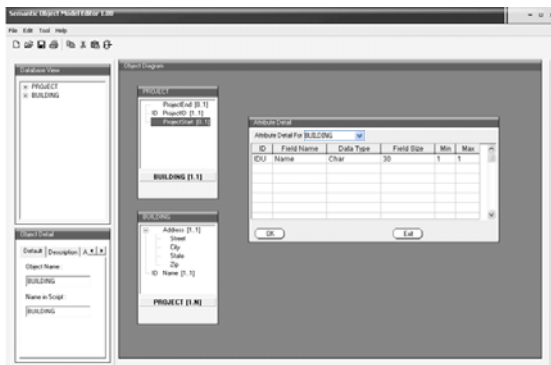 Semantic Object Model Editor 1.00
File Edit Tool Help
Database View
PROJECT
BUILDING
Object Detail
Default Description A
Object Name :
BUILDING
Name in Script :
BUILDING
Object Diagram
PROJECT
ProjectEnd [0..1]
ID ProjectID [1..1]
ProjectStart [0..1]
BUILDING [1..1]
BUILDING
Address [1..1]
Street
City
State
Zip
ID Name [1..1]
PROJECT [1..N]
Attribute Detail
Attribute Detail For BUILDING
ID Field Name Data Type Field Size Min Max
IDU Name Char 30 1 1
OK Exit